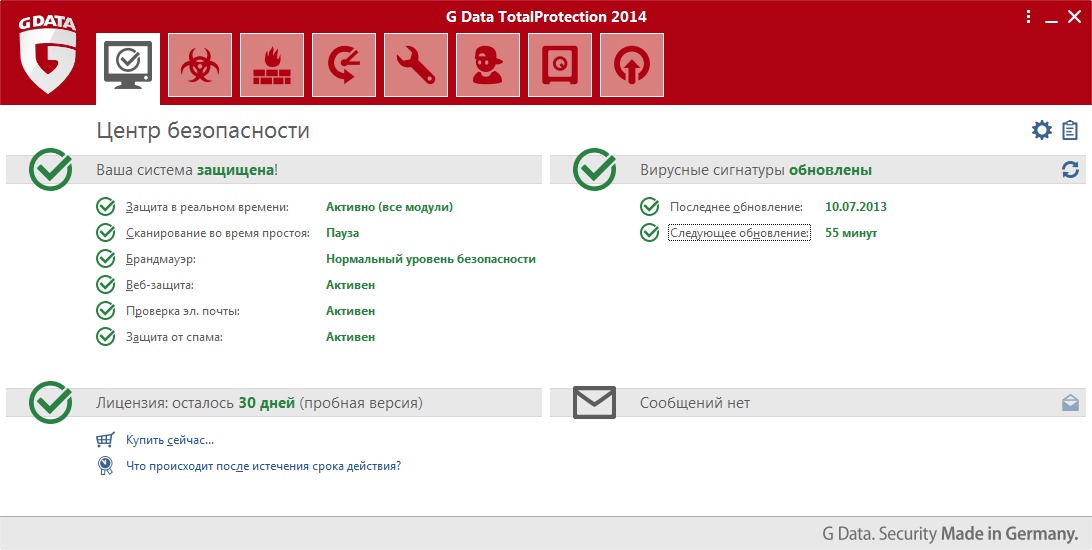 G DATA
G Data TotalProtection 2014
Центр безопасности
Ваша система защищена!
Защита в реальном времени: Активно (все модули)
Сканирование во время простоя: Пауза
Брандмауэр: Нормальный уровень безопасности
Веб-защита: Активен
Проверка эл. почты: Активен
Защита от спама: Активен
Вирусные сигнатуры обновлены
Последнее обновление: 10.07.2013
Следующее обновление: 55 минут
Лицензия: осталось 30 дней (пробная версия)
Купить сейчас...
Что происходит после истечения срока действия?
Сообщений нет
G Data. Security Made in Germany.